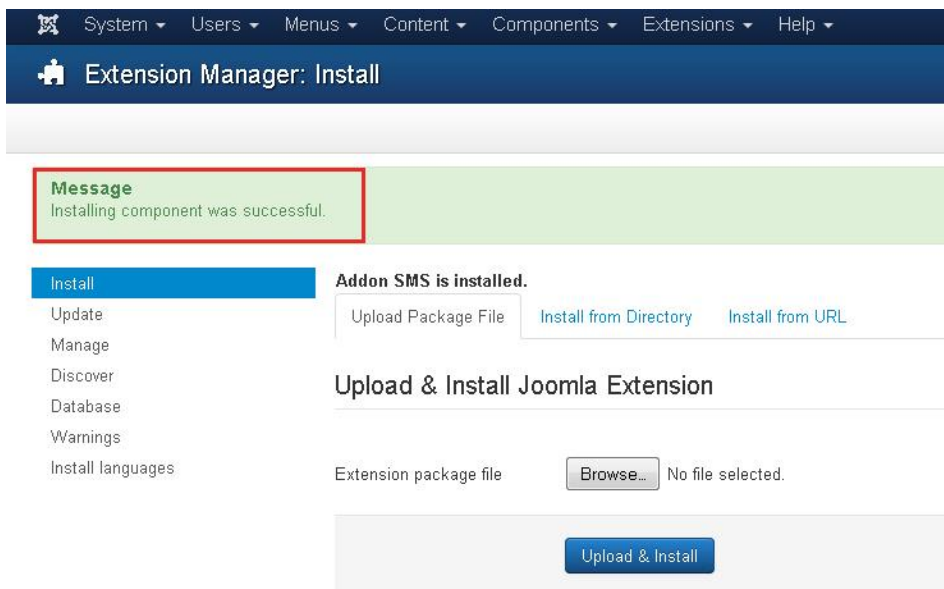 System Users Menus Content Components Extensions Help
Extension Manager: Install
Message
Installing component was successful.
Install
Update
Manage
Discover
Database
Warnings
Install languages
Addon SMS is installed.
Upload Package File Install from Directory Install from URL
Upload & Install Joomla Extension
Extension package file Browse... No file selected.
Upload & Install